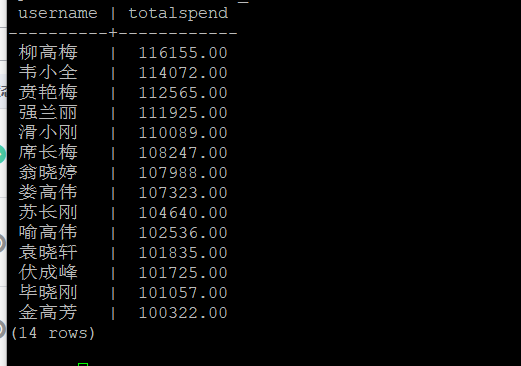 username | totalspend
----------+------------
柳高梅 | 116155.00
韦小全 | 114072.00
贲艳梅 | 112565.00
强兰丽 | 111925.00
滑小刚 | 110089.00
席长梅 | 108247.00
翁晓婷 | 107988.00
娄高伟 | 107323.00
苏长刚 | 104640.00
喻高伟 | 102536.00
袁晓轩 | 101835.00
伏成峰 | 101725.00
毕晓刚 | 101057.00
金高芳 | 100322.00
(14 rows)